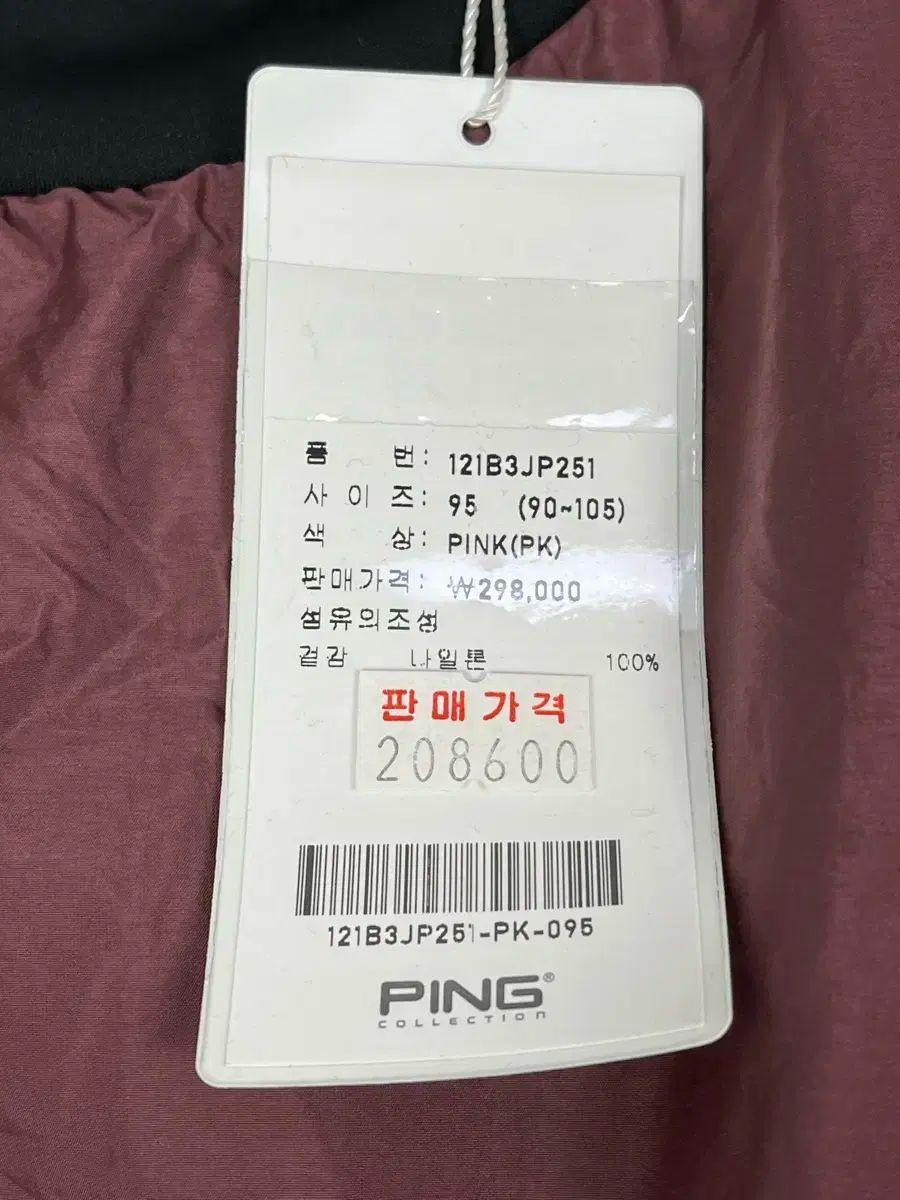 품 번: 121B3JP251
사 이 즈: 95 (90~105)
색 상: PINK(PK)
판매가격: ₩298,000
섬유의조성
겉감 나일론 100%
판매가격
208600
121B3JP251-PK-095
PING®
COLLECTION